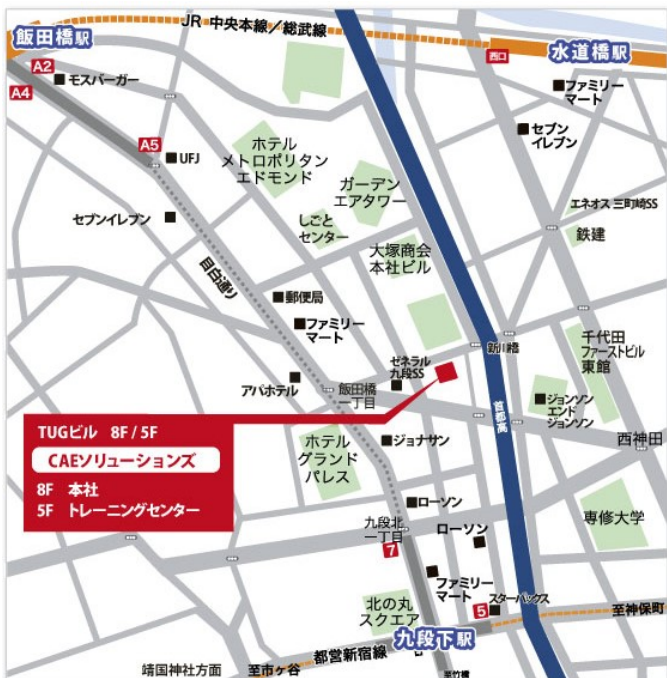 JR 中央本線／総武線
飯田橋駅
水道橋駅
西口
A2
モスバーガー
A4
ファミリー
マート
A5
UFJ
ホテル
メトロポリタン
エドモンド
セブン
イレブン
ガーデン
エアタワー
セブンイレブン
しごと
センター
エネオス 三町崎SS
鉄建
大塚商会
本社ビル
目白通り
郵便局
ファミリー
マート
新川橋
千代田
ファーストビル
東館
ゼネラル
九段SS
アパホテル
飯田橋
一丁目
首都高
ジョンソン
エンド
ジョンソン
TUGビル 8F / 5F
CAEソリューションズ
8F 本社
5F トレーニングセンター
ホテル
グランド
パレス
ジョナサン
西神田
ローソン
専修大学
九段北
一丁目
7
ローソン
ファミリー
マート
北の丸
スクエア
スターバックス
5
至神保町
九段下駅
都営新宿線
靖国神社方面
至市ヶ谷
至竹橋